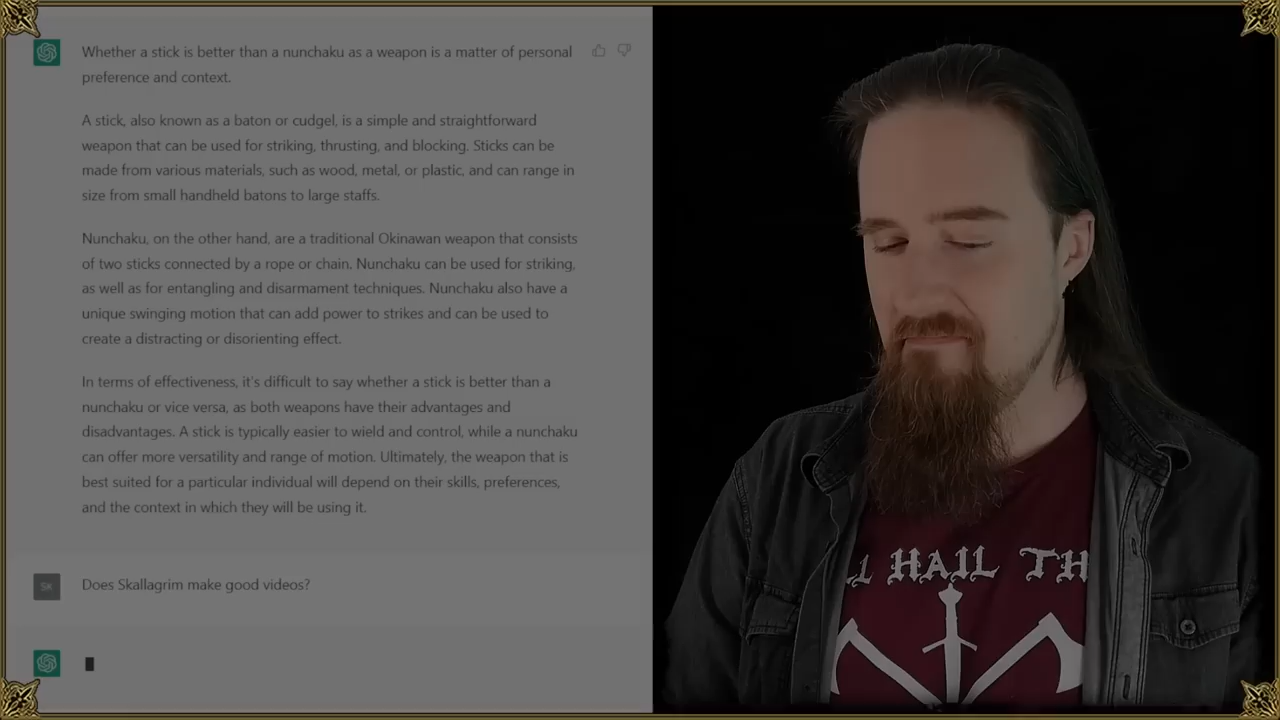 Whether a stick is better than a nunchaku as a weapon is a matter of personal
preference and context.
A stick, also known as a baton or cudgel, is a simple and straightforward
weapon that can be used for striking, thrusting, and blocking. Sticks can be
made from various materials, such as wood, metal, or plastic, and can range in
size from small handheld batons to large staffs.
Nunchaku, on the other hand, are a traditional Okinawan weapon that consists
of two sticks connected by a rope or chain. Nunchaku can be used for striking,
as well as for entangling and disarmament techniques. Nunchaku also have a
unique swinging motion that can add power to strikes and can be used to
create a distracting or disorienting effect.
In terms of effectiveness, it's difficult to say whether a stick is better than a
nunchaku or vice versa, as both weapons have their advantages and
disadvantages. A stick is typically easier to wield and control, while a nunchaku
can offer more versatility and range of motion. Ultimately, the weapon that is
best suited for a particular individual will depend on their skills, preferences,
and the context in which they will be using it.
SK
Does Skallagrim make good videos?
HAIL TH